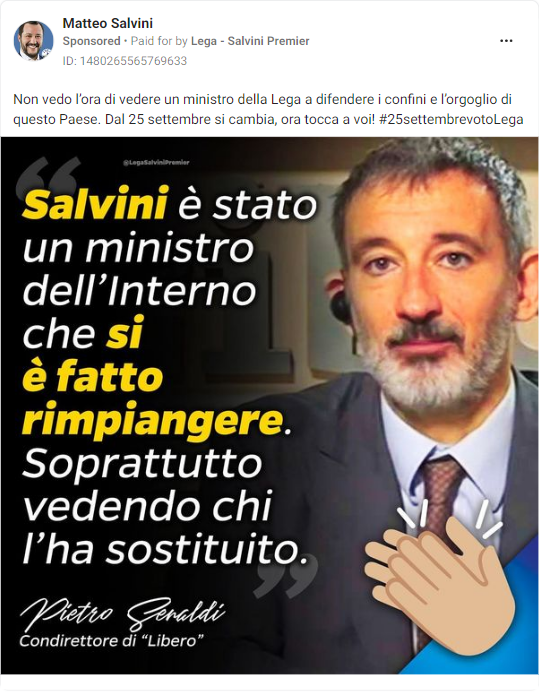 Matteo Salvini
Sponsored • Paid for by Lega - Salvini Premier
ID: 1480265565769633
Non vedo l'ora di vedere un ministro della Lega a difendere i confini e l'orgoglio di
questo Paese. Dal 25 settembre si cambia, ora tocca a voi! #25settembrevotoLega
@LegaSalviniPremier
Salvini è stato
un ministro
dell'Interno
che si
è fatto
rimpiangere.
Soprattutto
vedendo chi
l'ha sostituito.
Pietro Senaldi
Condirettore di "Libero"